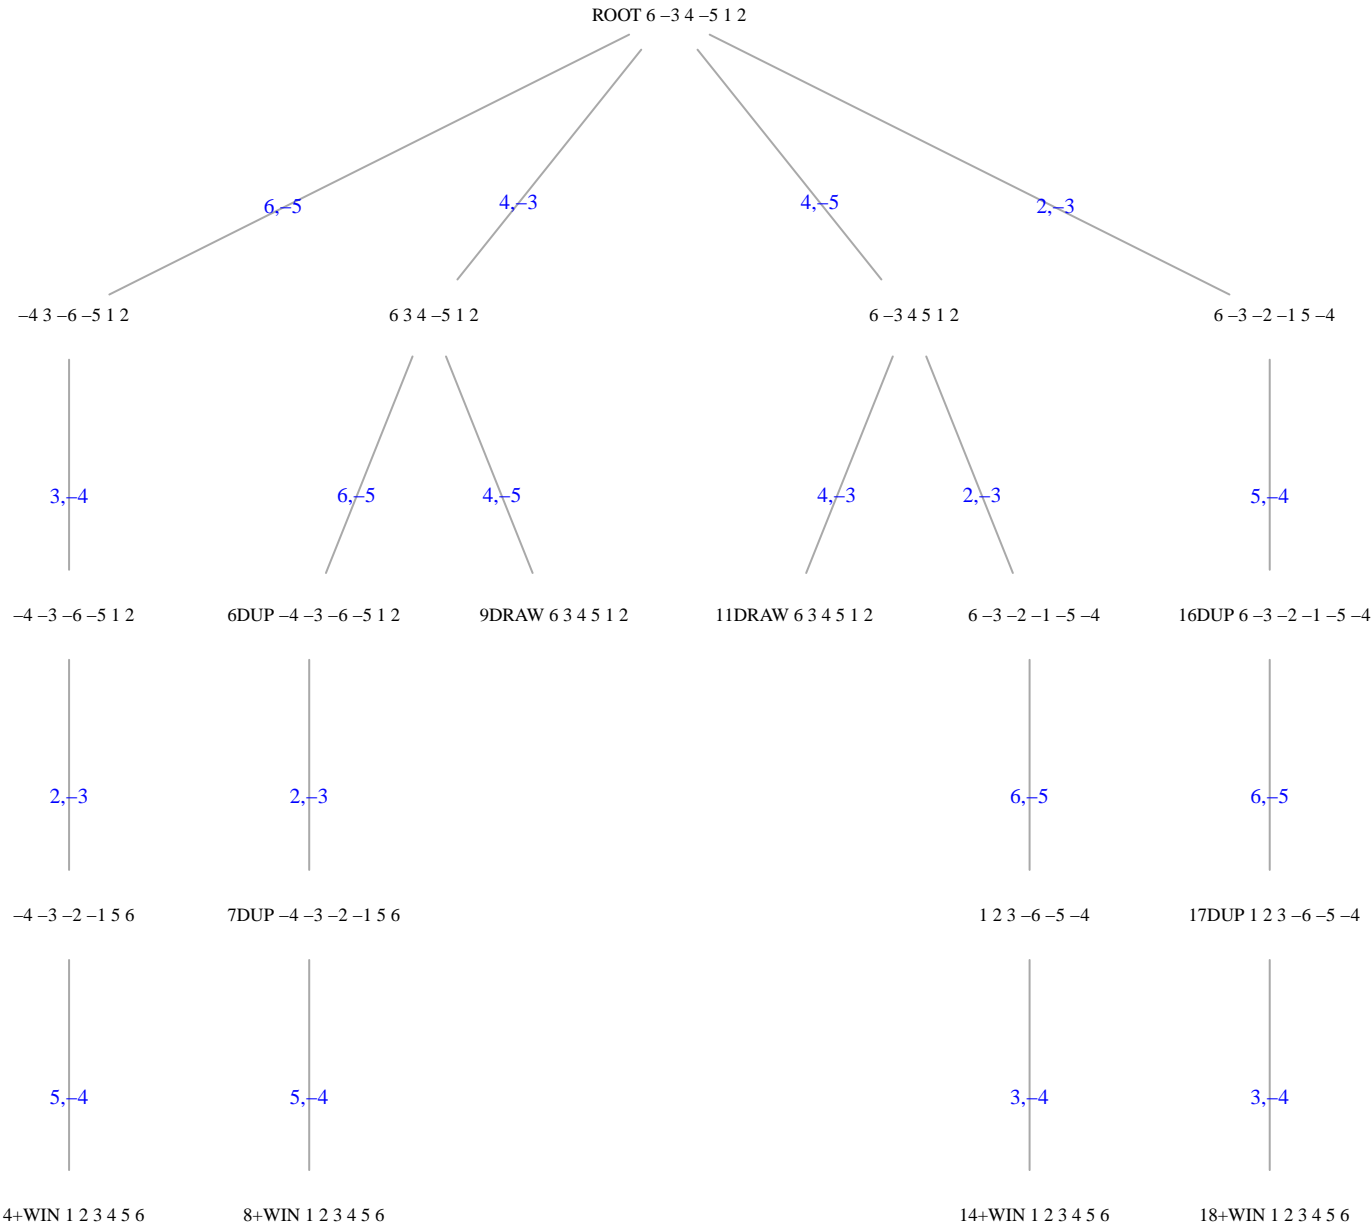 ROOT 6 –3 4 –5 1 2
6,–5
4,–3
4,–5
2,–3
–4 3 –6 –5 1 2
6 3 4 –5 1 2
6 –3 4 5 1 2
6 –3 –2 –1 5 –4
3,–4
6,–5
4,–5
4,–3
2,–3
5,–4
–4 –3 –6 –5 1 2
6DUP –4 –3 –6 –5 1 2
9DRAW 6 3 4 5 1 2
11DRAW 6 3 4 5 1 2
6 –3 –2 –1 –5 –4
16DUP 6 –3 –2 –1 –5 –4
2,–3
2,–3
6,–5
6,–5
–4 –3 –2 –1 5 6
7DUP –4 –3 –2 –1 5 6
1 2 3 –6 –5 –4
17DUP 1 2 3 –6 –5 –4
5,–4
5,–4
3,–4
3,–4
4+WIN 1 2 3 4 5 6
8+WIN 1 2 3 4 5 6
14+WIN 1 2 3 4 5 6
18+WIN 1 2 3 4 5 6